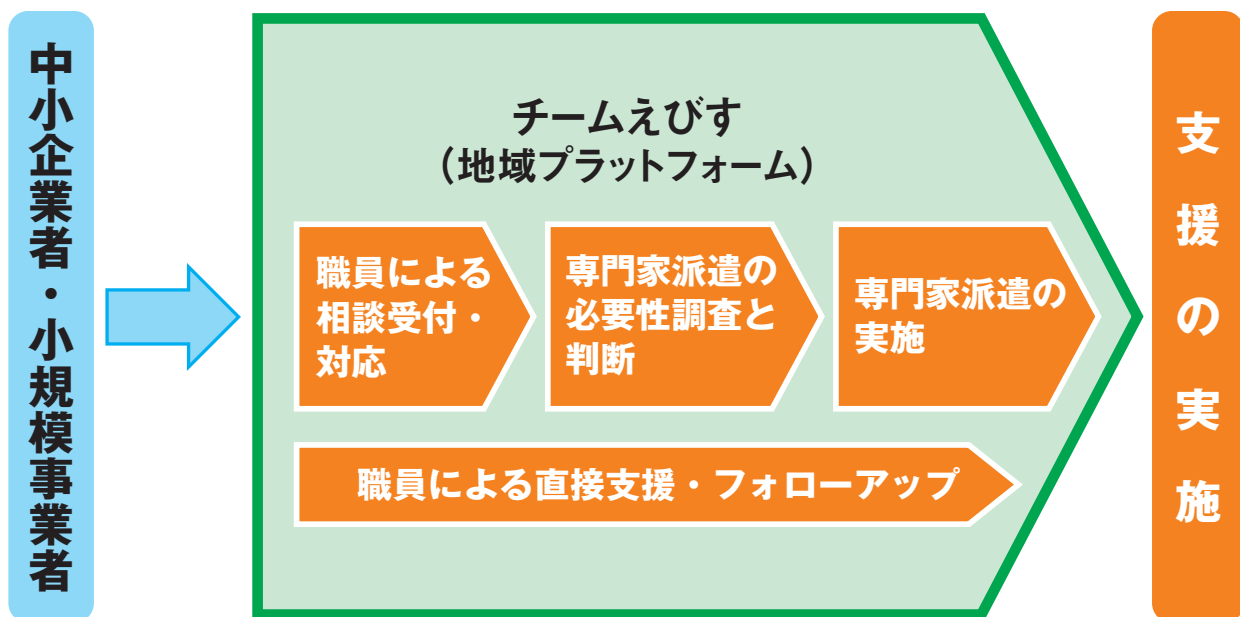 中小企業者・小規模事業者
チームえびす
（地域プラットフォーム）
職員による
相談受付・
対応
専門家派遣の
必要性調査と
判断
専門家派遣の
実施
職員による直接支援・フォローアップ
支援の実施